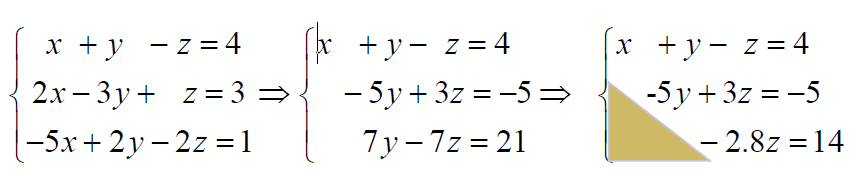 x + y − z = 4 ⇒ x + y − z = 4 ⇒ x + y − z = 4
2x − 3y + z = 3 ⇒ − 5y + 3z = −5 ⇒ -5y + 3z = −5
−5x + 2y − 2z = 1 7y − 7z = 21 − 2.8z = 14